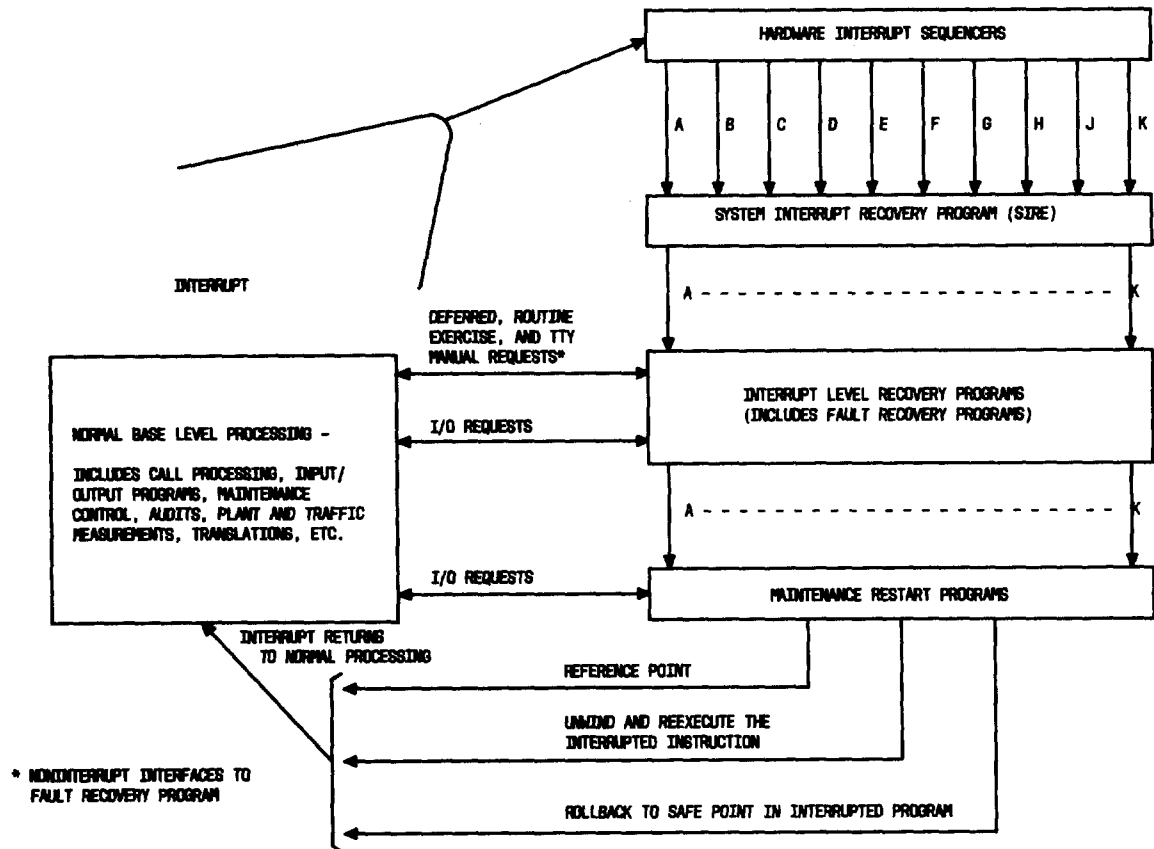 HARDWARE INTERRUPT SEQUENCERS
A B C D E F G H J K
SYSTEM INTERRUPT RECOVERY PROGRAM (SIRE)
A - - - - - - - - - - - - - - - - - - - - - - - - - - - - - - K
INTERRUPT
DEFERRED, ROUTINE
EXERCISE, AND TTY
MANUAL REQUESTS*
INTERRUPT LEVEL RECOVERY PROGRAMS
(INCLUDES FAULT RECOVERY PROGRAMS)
I/O REQUESTS
NORMAL BASE LEVEL PROCESSING -
INCLUDES CALL PROCESSING, INPUT/
OUTPUT PROGRAMS, MAINTENANCE
CONTROL, AUDITS, PLANT AND TRAFFIC
MEASUREMENTS, TRANSLATIONS, ETC.
A - - - - - - - - - - - - - - - - - - - - - - - - - - - - - - K
I/O REQUESTS
MAINTENANCE RESTART PROGRAMS
INTERRUPT RETURNS
TO NORMAL PROCESSING
REFERENCE POINT
UNWIND AND REEXECUTE THE
INTERRUPTED INSTRUCTION
* NONINTERRUPT INTERFACES TO
FAULT RECOVERY PROGRAM
ROLLBACK TO SAFE POINT IN INTERRUPTED PROGRAM